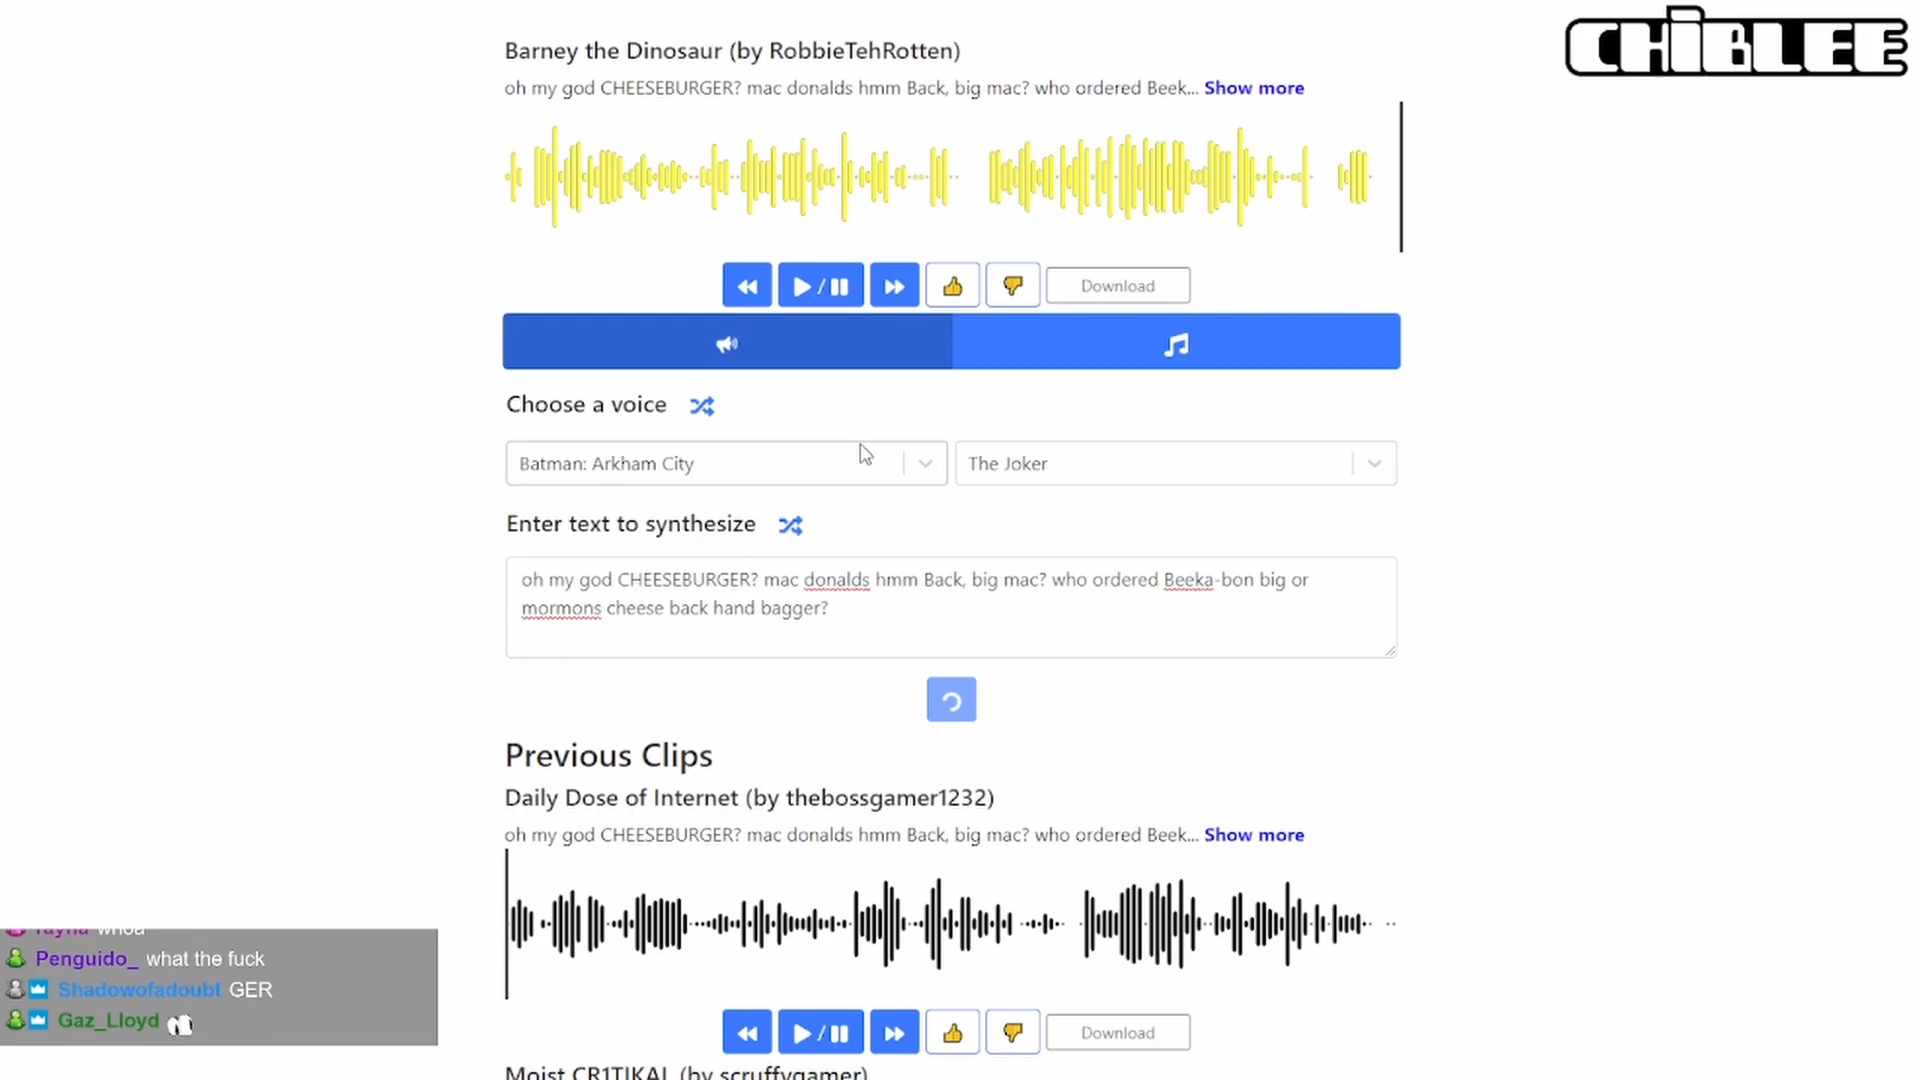 CHIBLEE
Barney the Dinosaur (by RobbieTehRotten)
oh my god CHEESEBURGER? mac donalds hmm Back, big mac? who ordered Beek... Show more
/
Download
Choose a voice
Batman: Arkham City
The Joker
Enter text to synthesize
oh my god CHEESEBURGER? mac donalds hmm Back, big mac? who ordered Beeka-bon big or
mormons cheese back hand bagger?
Previous Clips
Daily Dose of Internet (by thebossgamer1232)
oh my god CHEESEBURGER? mac donalds hmm Back, big mac? who ordered Beek... Show more
/
Download
Moist CR1TIKAL (by scruffygamer)
whoa
Penguido_ what the fuck
Shadowofadoubt GER
Gaz_Lloyd